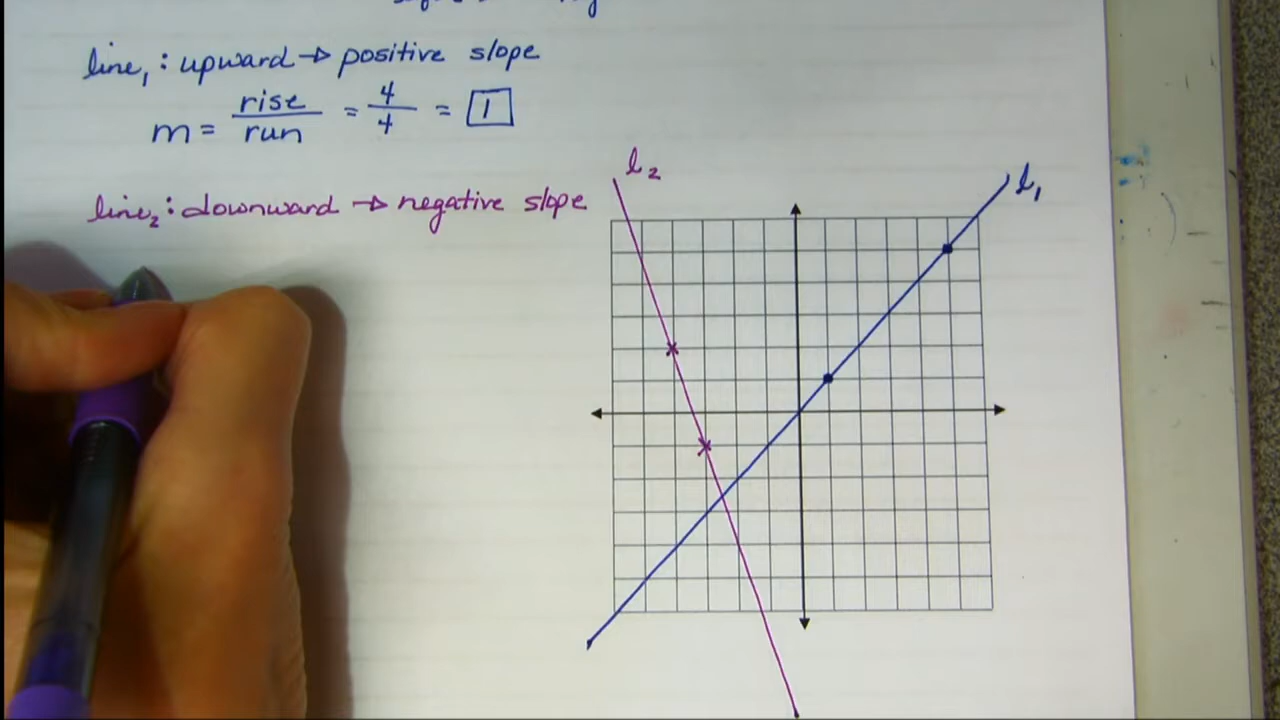 line₁ : upward → positive slope
m = rise/run = 4/4 = 1
line₂ : downward → negative slope
l₂
l₁